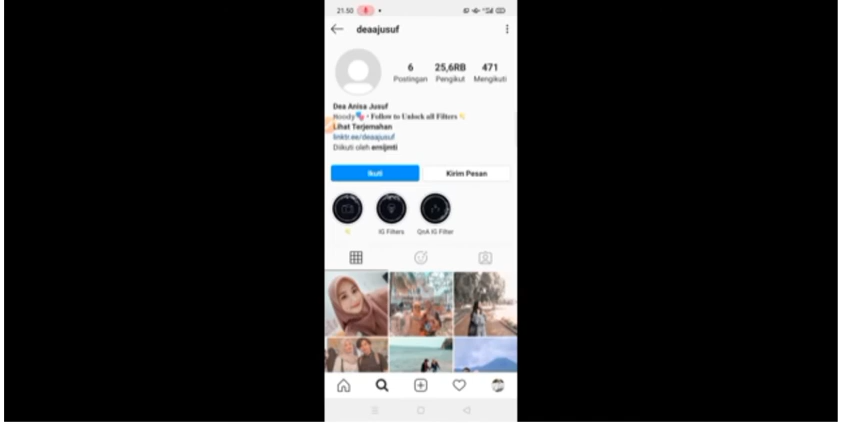 21.50
deaajusuf
6 25,6RB 471
Postingan Pengikut Mengikuti
Dea Anisa Jusuf
Moody • Follow to Unlock all Filters
Lihat Terjemahan
linktr.ee/deaajusuf
Diikuti oleh
Ikuti Kirim Pesan
IG Filters QnA IG Filter